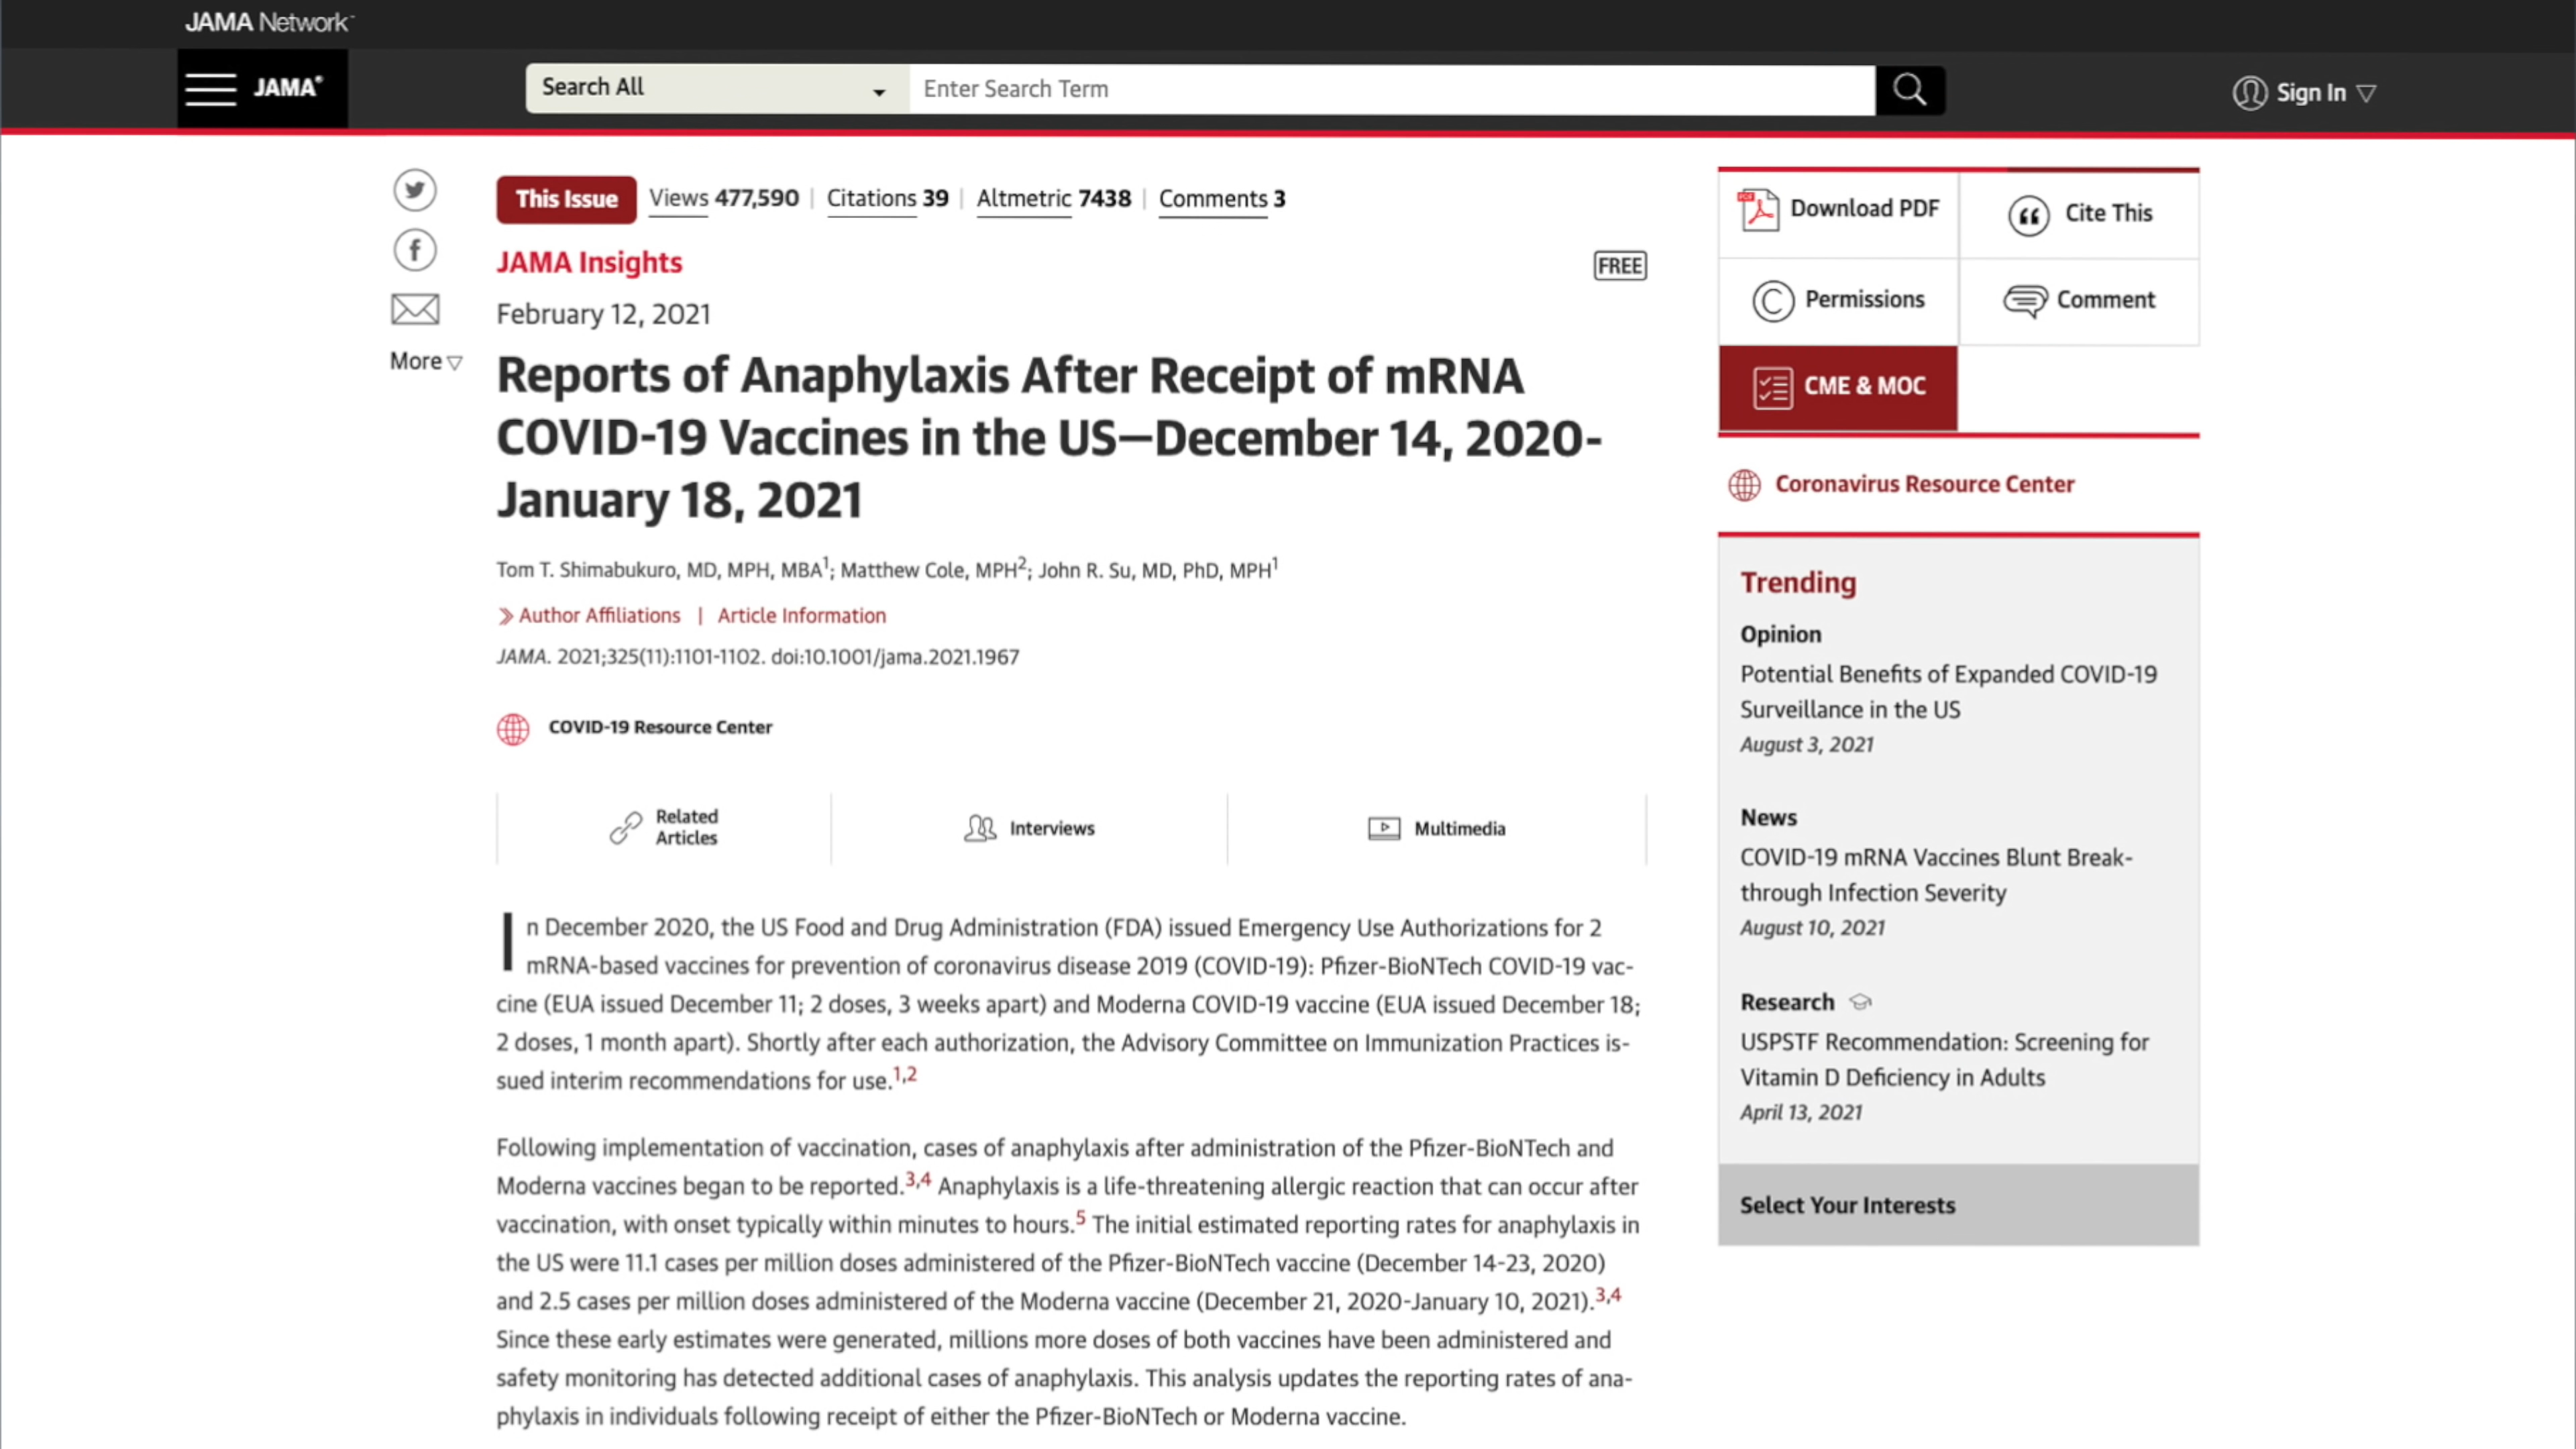 JAMA Network™
JAMA®
Search All
Enter Search Term
Sign In
This Issue
Views 477,590 | Citations 39 | Altmetric 7438 | Comments 3
JAMA Insights
FREE
February 12, 2021
More
Reports of Anaphylaxis After Receipt of mRNA
COVID-19 Vaccines in the US—December 14, 2020-
January 18, 2021
Tom T. Shimabukuro, MD, MPH, MBA1; Matthew Cole, MPH2; John R. Su, MD, PhD, MPH1
Author Affiliations | Article Information
JAMA. 2021;325(11):1101-1102. doi:10.1001/jama.2021.1967
COVID-19 Resource Center
Related
Articles
Interviews
Multimedia
In December 2020, the US Food and Drug Administration (FDA) issued Emergency Use Authorizations for 2
mRNA-based vaccines for prevention of coronavirus disease 2019 (COVID-19): Pfizer-BioNTech COVID-19 vac-
cine (EUA issued December 11; 2 doses, 3 weeks apart) and Moderna COVID-19 vaccine (EUA issued December 18;
2 doses, 1 month apart). Shortly after each authorization, the Advisory Committee on Immunization Practices is-
sued interim recommendations for use.1,2
Following implementation of vaccination, cases of anaphylaxis after administration of the Pfizer-BioNTech and
Moderna vaccines began to be reported.3,4 Anaphylaxis is a life-threatening allergic reaction that can occur after
vaccination, with onset typically within minutes to hours.5 The initial estimated reporting rates for anaphylaxis in
the US were 11.1 cases per million doses administered of the Pfizer-BioNTech vaccine (December 14-23, 2020)
and 2.5 cases per million doses administered of the Moderna vaccine (December 21, 2020-January 10, 2021).3,4
Since these early estimates were generated, millions more doses of both vaccines have been administered and
safety monitoring has detected additional cases of anaphylaxis. This analysis updates the reporting rates of ana-
phylaxis in individuals following receipt of either the Pfizer-BioNTech or Moderna vaccine.
PDF
Download PDF
Cite This
Permissions
Comment
CME & MOC
Coronavirus Resource Center
Trending
Opinion
Potential Benefits of Expanded COVID-19
Surveillance in the US
August 3, 2021
News
COVID-19 mRNA Vaccines Blunt Break-
through Infection Severity
August 10, 2021
Research
USPSTF Recommendation: Screening for
Vitamin D Deficiency in Adults
April 13, 2021
Select Your Interests